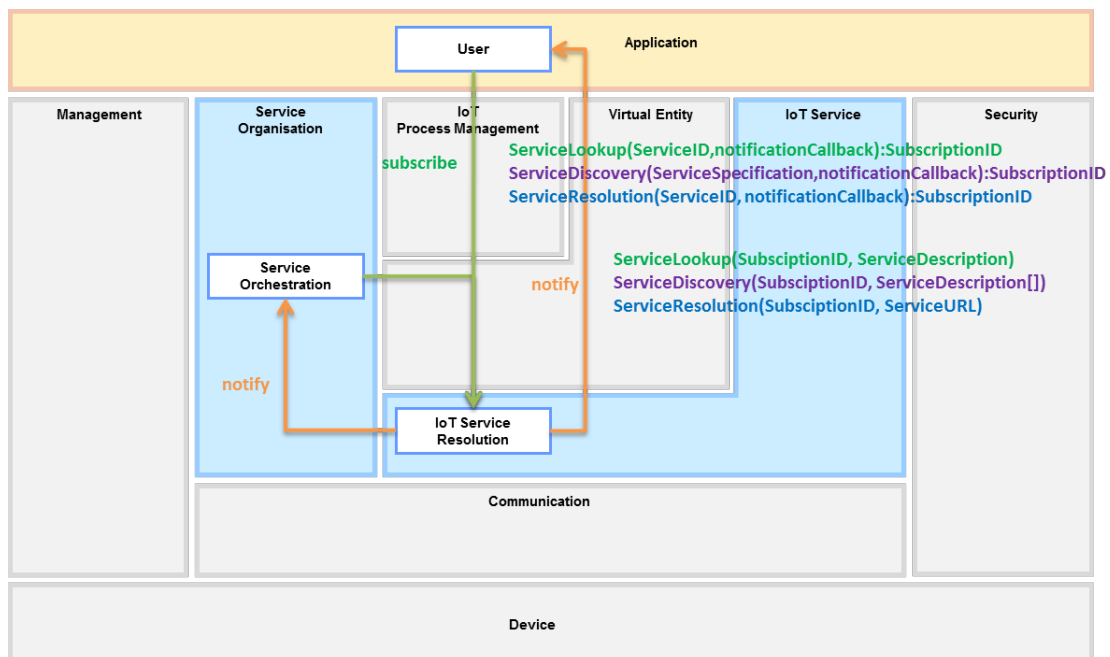 User
Application
Management
Service
Organisation
IoT
Process Management
Virtual Entity
IoT Service
Security
subscribe
ServiceLookup(ServiceID,notificationCallback):SubscriptionID
ServiceDiscovery(ServiceSpecification,notificationCallback):SubscriptionID
ServiceResolution(ServiceID, notificationCallback):SubscriptionID
Service
Orchestration
notify
ServiceLookup(SubsciptionID, ServiceDescription)
ServiceDiscovery(SubsciptionID, ServiceDescription[])
ServiceResolution(SubsciptionID, ServiceURL)
notify
IoT Service
Resolution
Communication
Device